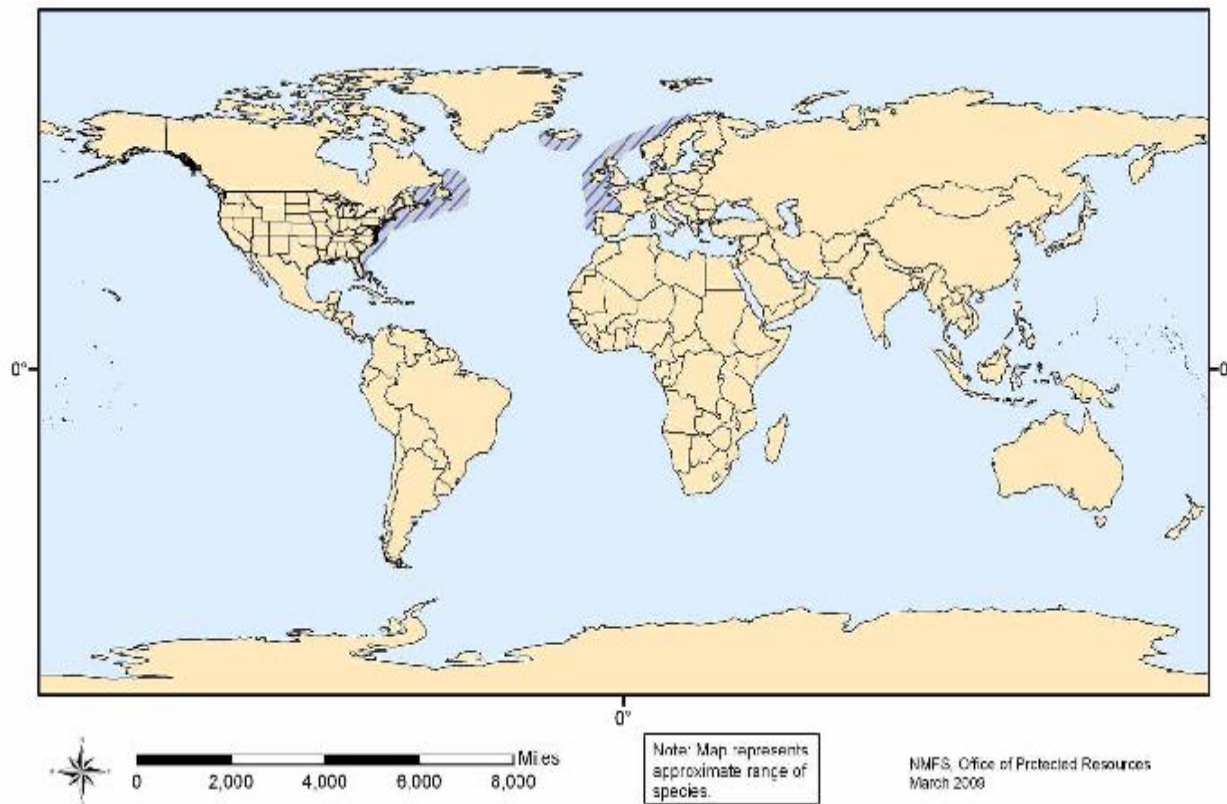 0°
0
0°
Miles
0 2,000 4,000 6,000 8,000
Note: Map represents
approximate range of
species.
NMFS, Office of Protected Resources
March 2009